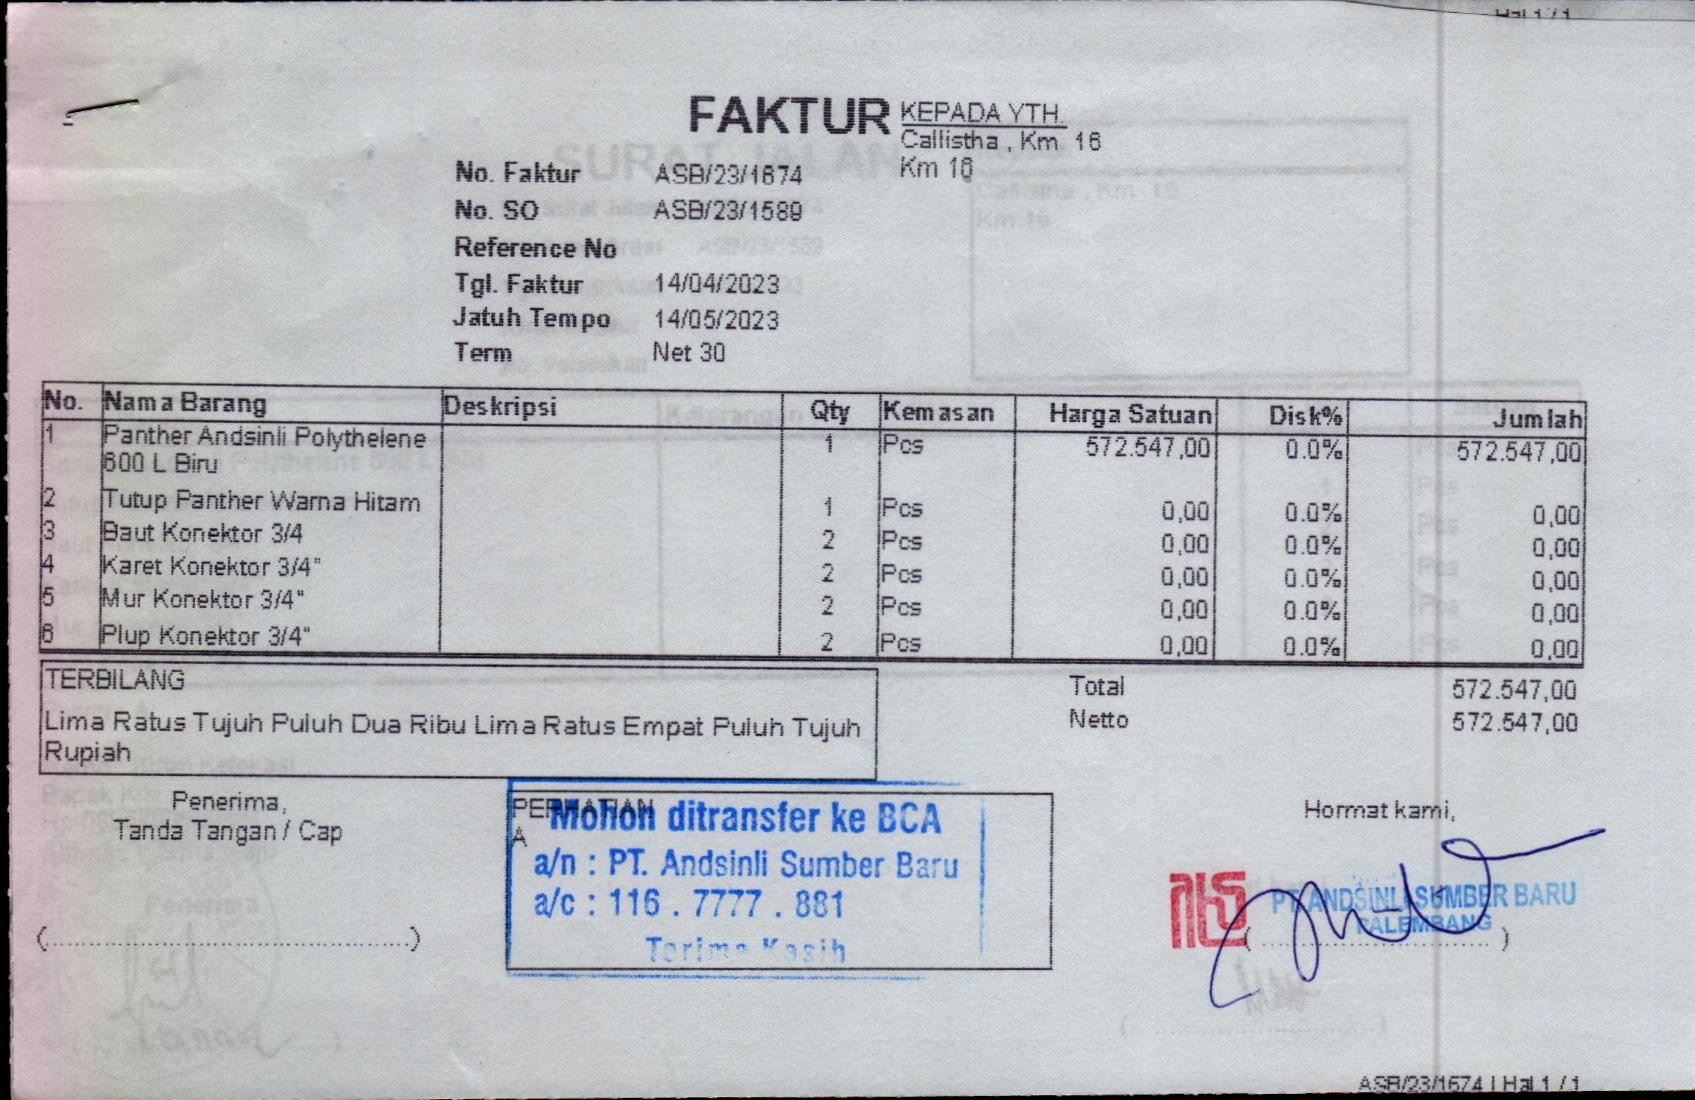 Hal 1 / 1
FAKTUR
KEPADA YTH.
Callistha , Km 16
Km 16
No. Faktur ASB/23/1674
No. SO ASB/23/1589
Reference No
Tgl. Faktur 14/04/2023
Jatuh Tempo 14/05/2023
Term Net 30
No. Nama Barang Deskripsi Qty Kemasan Harga Satuan Disk% Jumlah
1 Panther Andsinli Polythelene 1 Pcs 572.547,00 0.0% 572.547,00
600 L Biru
2 Tutup Panther Warna Hitam 1 Pcs 0,00 0.0% 0,00
3 Baut Konektor 3/4 2 Pcs 0,00 0.0% 0,00
4 Karet Konektor 3/4" 2 Pcs 0,00 0.0% 0,00
5 Mur Konektor 3/4" 2 Pcs 0,00 0.0% 0,00
6 Plup Konektor 3/4" 2 Pcs 0,00 0.0% 0,00
TERBILANG
Lima Ratus Tujuh Puluh Dua Ribu Lima Ratus Empat Puluh Tujuh
Rupiah
Total 572.547,00
Netto 572.547,00
Penerima,
Tanda Tangan / Cap
(........................................)
PERHATIAN
A
Mohon ditransfer ke BCA
a/n : PT. Andsinli Sumber Baru
a/c : 116 . 7777 . 881
Terima Kasih
Hormat kami,
PT. ANDSINLI SUMBER BARU
PALEMBANG
ASB/23/1674 | Hal 1 / 1